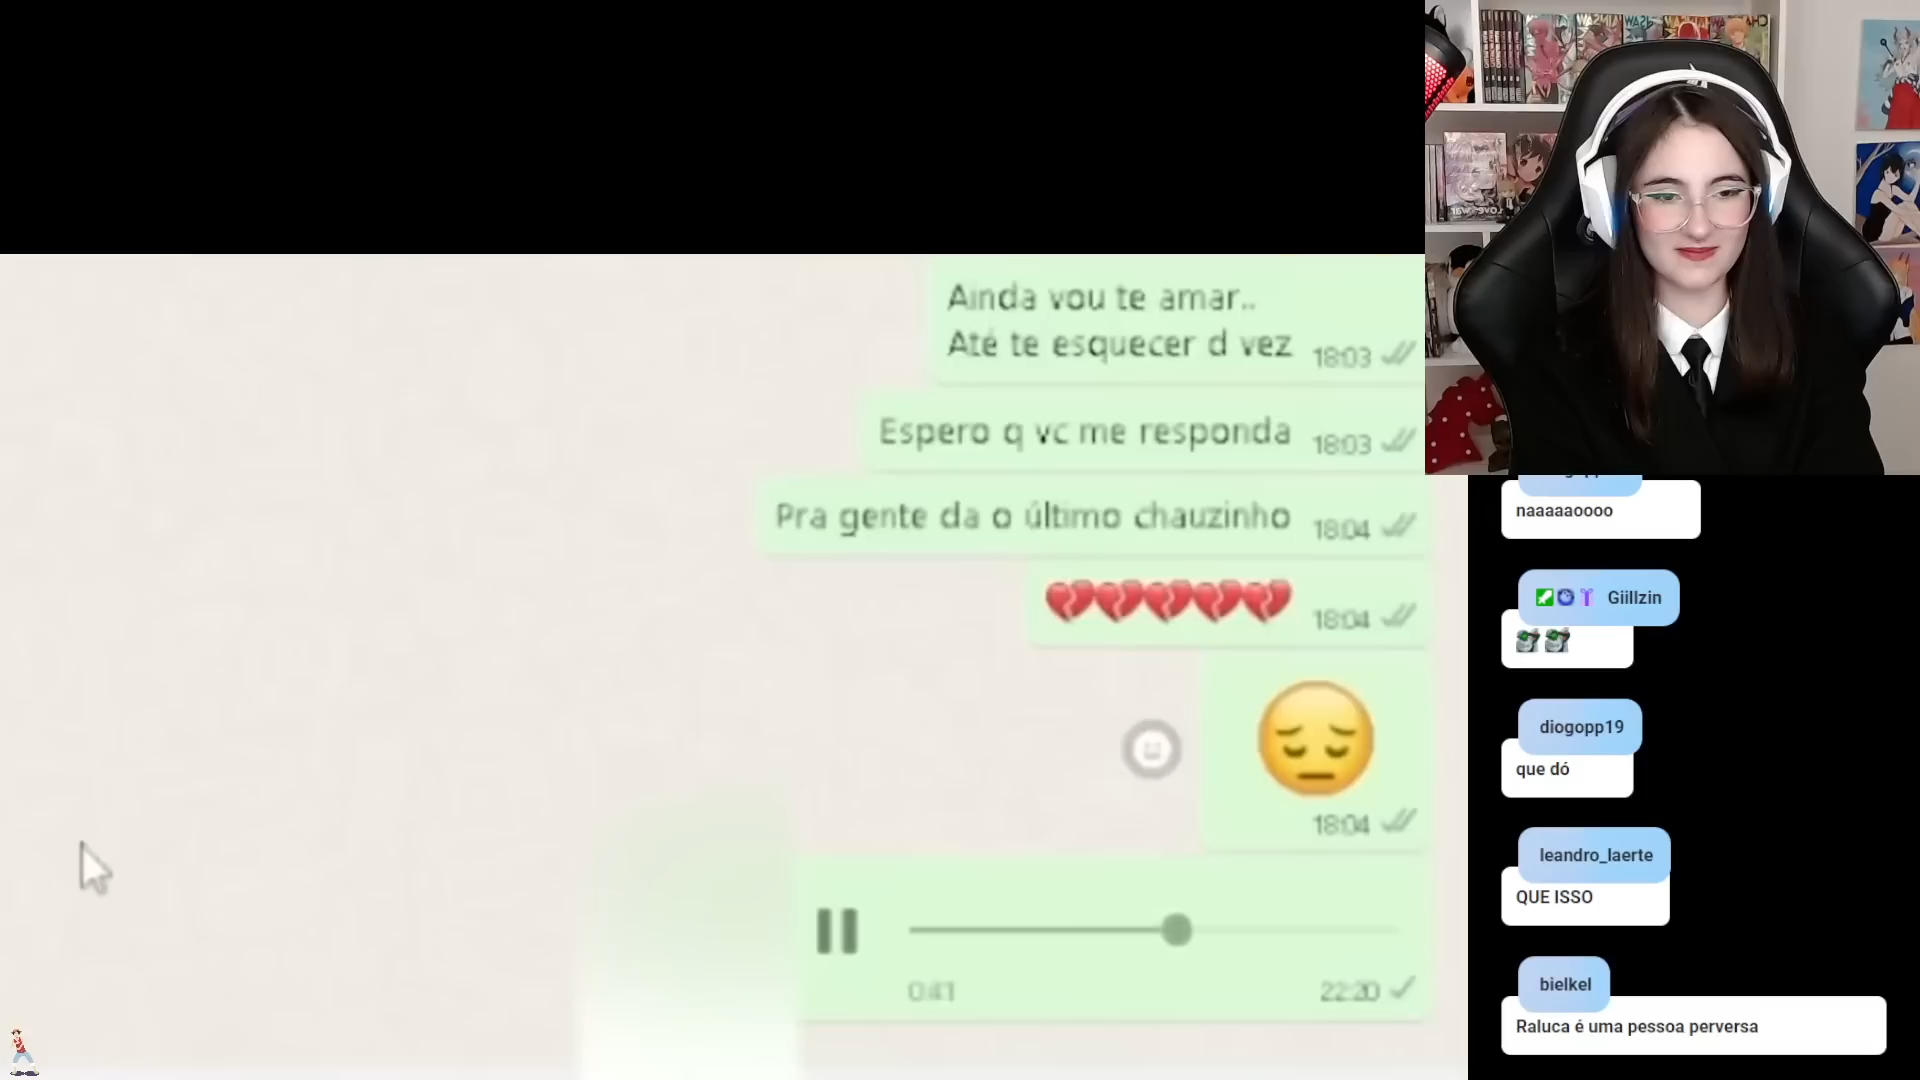 Ainda vou te amar..
Até te esquecer d vez 18:03
Espero q vc me responda 18:03
Pra gente da o último chauzinho 18:04
18:04
18:04
0:41 22:20
naaaaaoooo
Giillzin
diogopp19
que dó
leandro_laerte
QUE ISSO
bielkel
Raluca é uma pessoa perversa